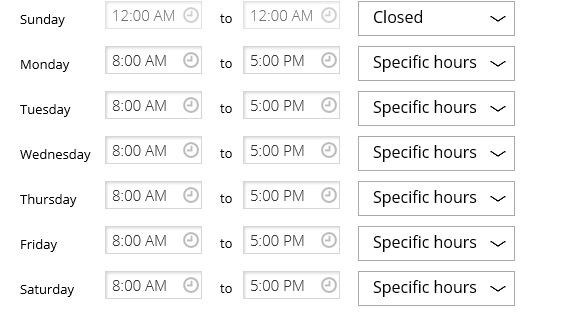 Sunday 12:00 AM to 12:00 AM Closed
Monday 8:00 AM to 5:00 PM Specific hours
Tuesday 8:00 AM to 5:00 PM Specific hours
Wednesday 8:00 AM to 5:00 PM Specific hours
Thursday 8:00 AM to 5:00 PM Specific hours
Friday 8:00 AM to 5:00 PM Specific hours
Saturday 8:00 AM to 5:00 PM Specific hours